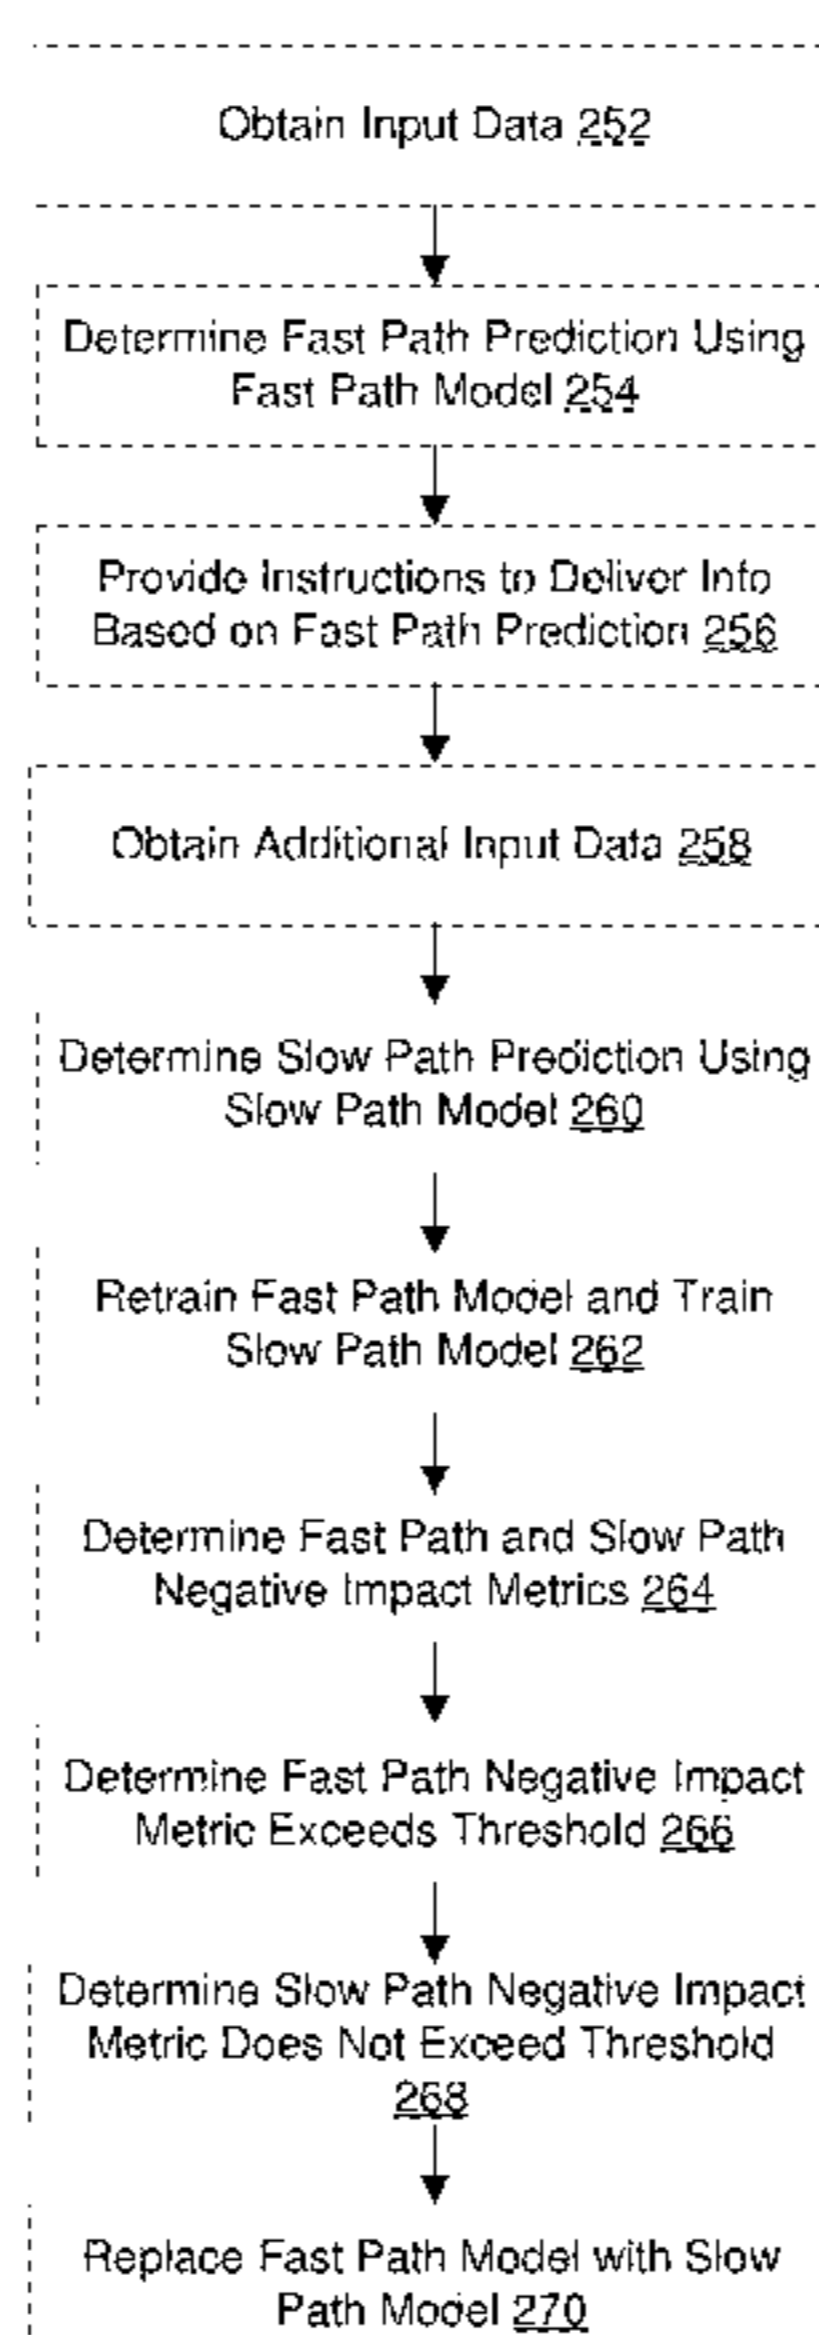 Obtain Input Data 252
Determine Fast Path Prediction Using
Fast Path Model 254
Provide Instructions to Deliver Info
Based on Fast Path Prediction 256
Obtain Additional Input Data 258
Determine Slow Path Prediction Using
Slow Path Model 260
Retrain Fast Path Model and Train
Slow Path Model 262
Determine Fast Path and Slow Path
Negative Impact Metrics 264
Determine Fast Path Negative Impact
Metric Exceeds Threshold 266
Determine Slow Path Negative Impact
Metric Does Not Exceed Threshold
268
Replace Fast Path Model with Slow
Path Model 270